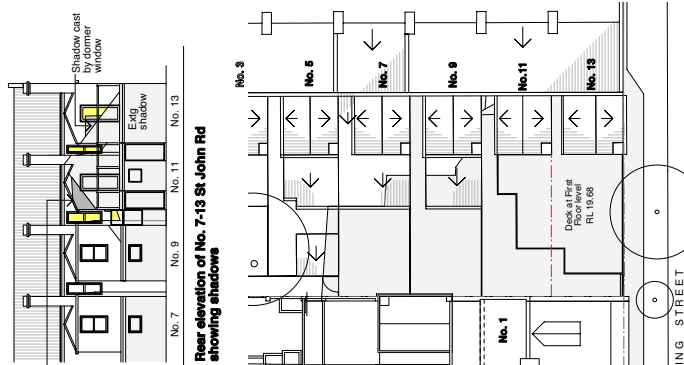 Shadow cast
by dormer
window
Extg
shadow
No. 13
No. 11
No. 9
No. 7
Rear elevation of No. 7-13 St John Rd
showing shadows
No. 3
No. 5
No. 7
No. 9
No.11
No. 13
Deck at First
Floor level
RL 19.68
No. 1
ING STREET